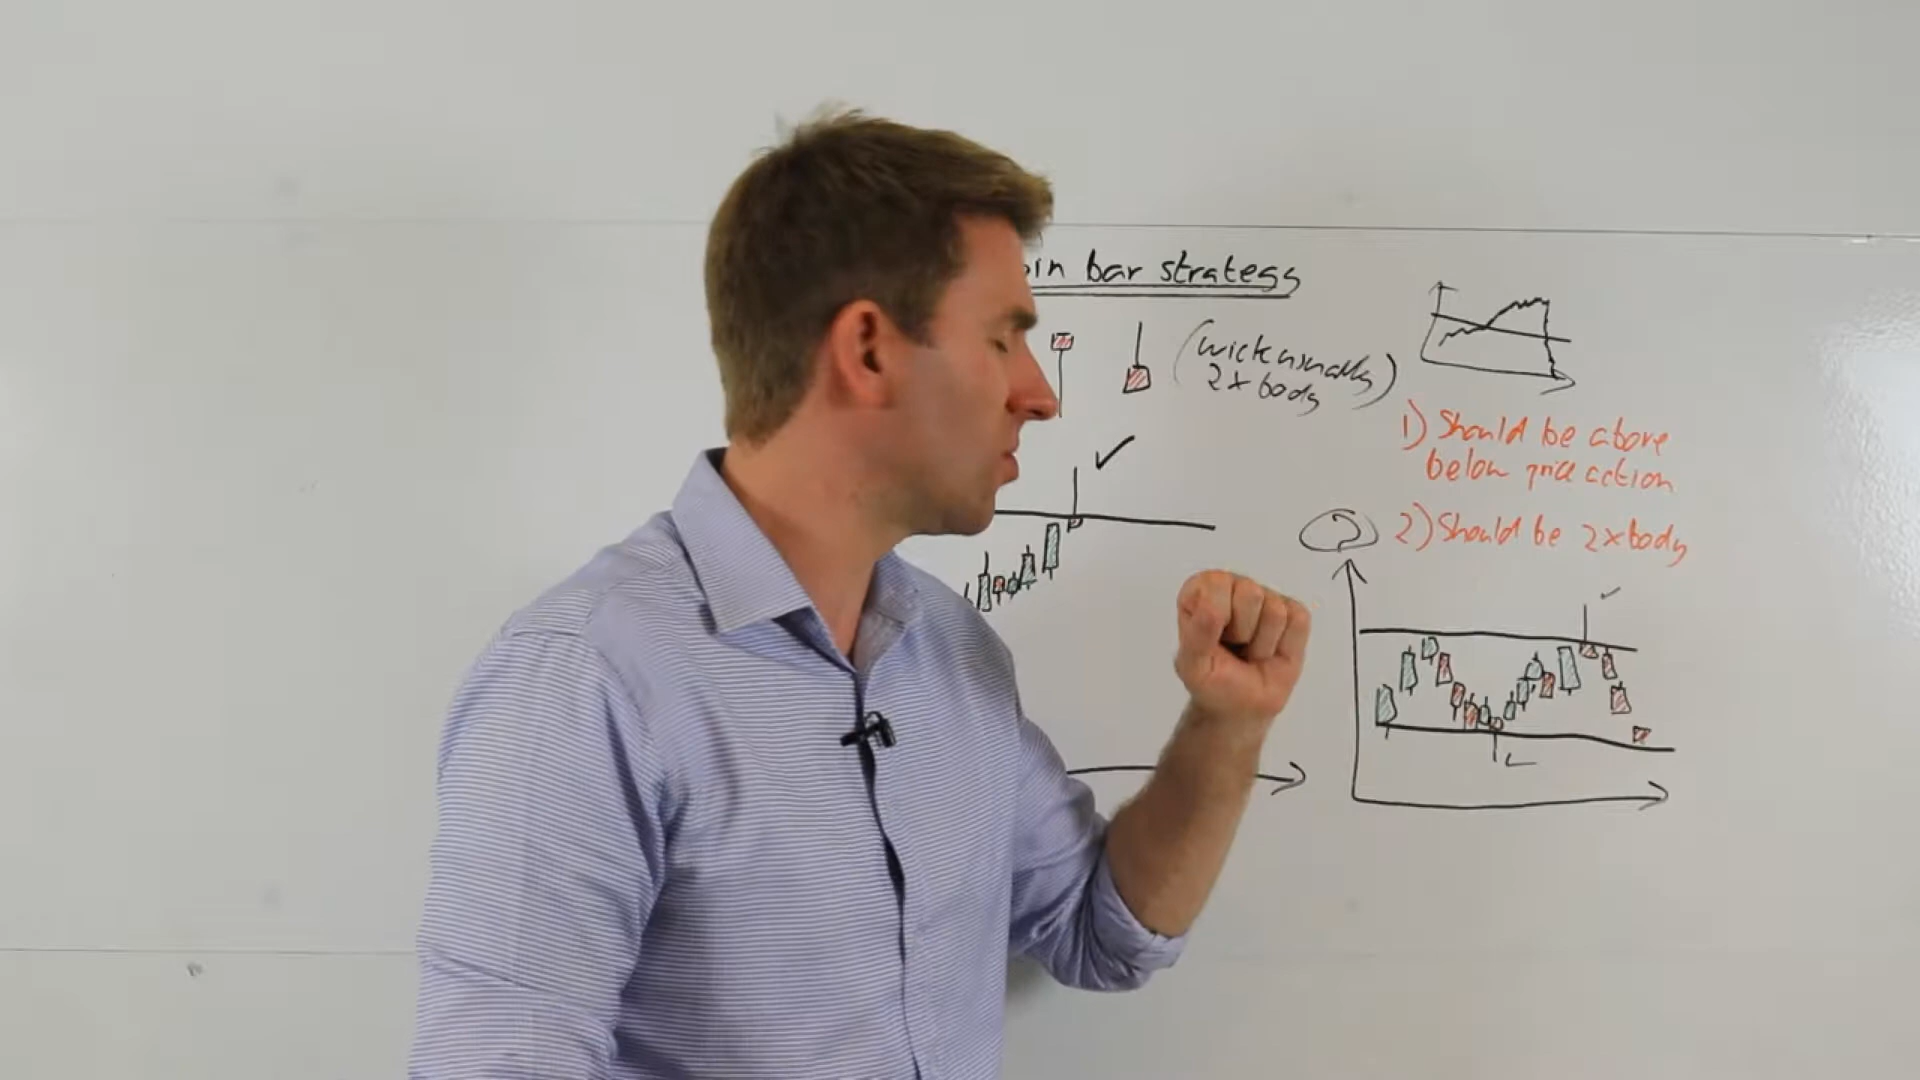 pin bar strategy
(wick usually
2x body)
1) Should be above
below price action
2) Should be 2x body